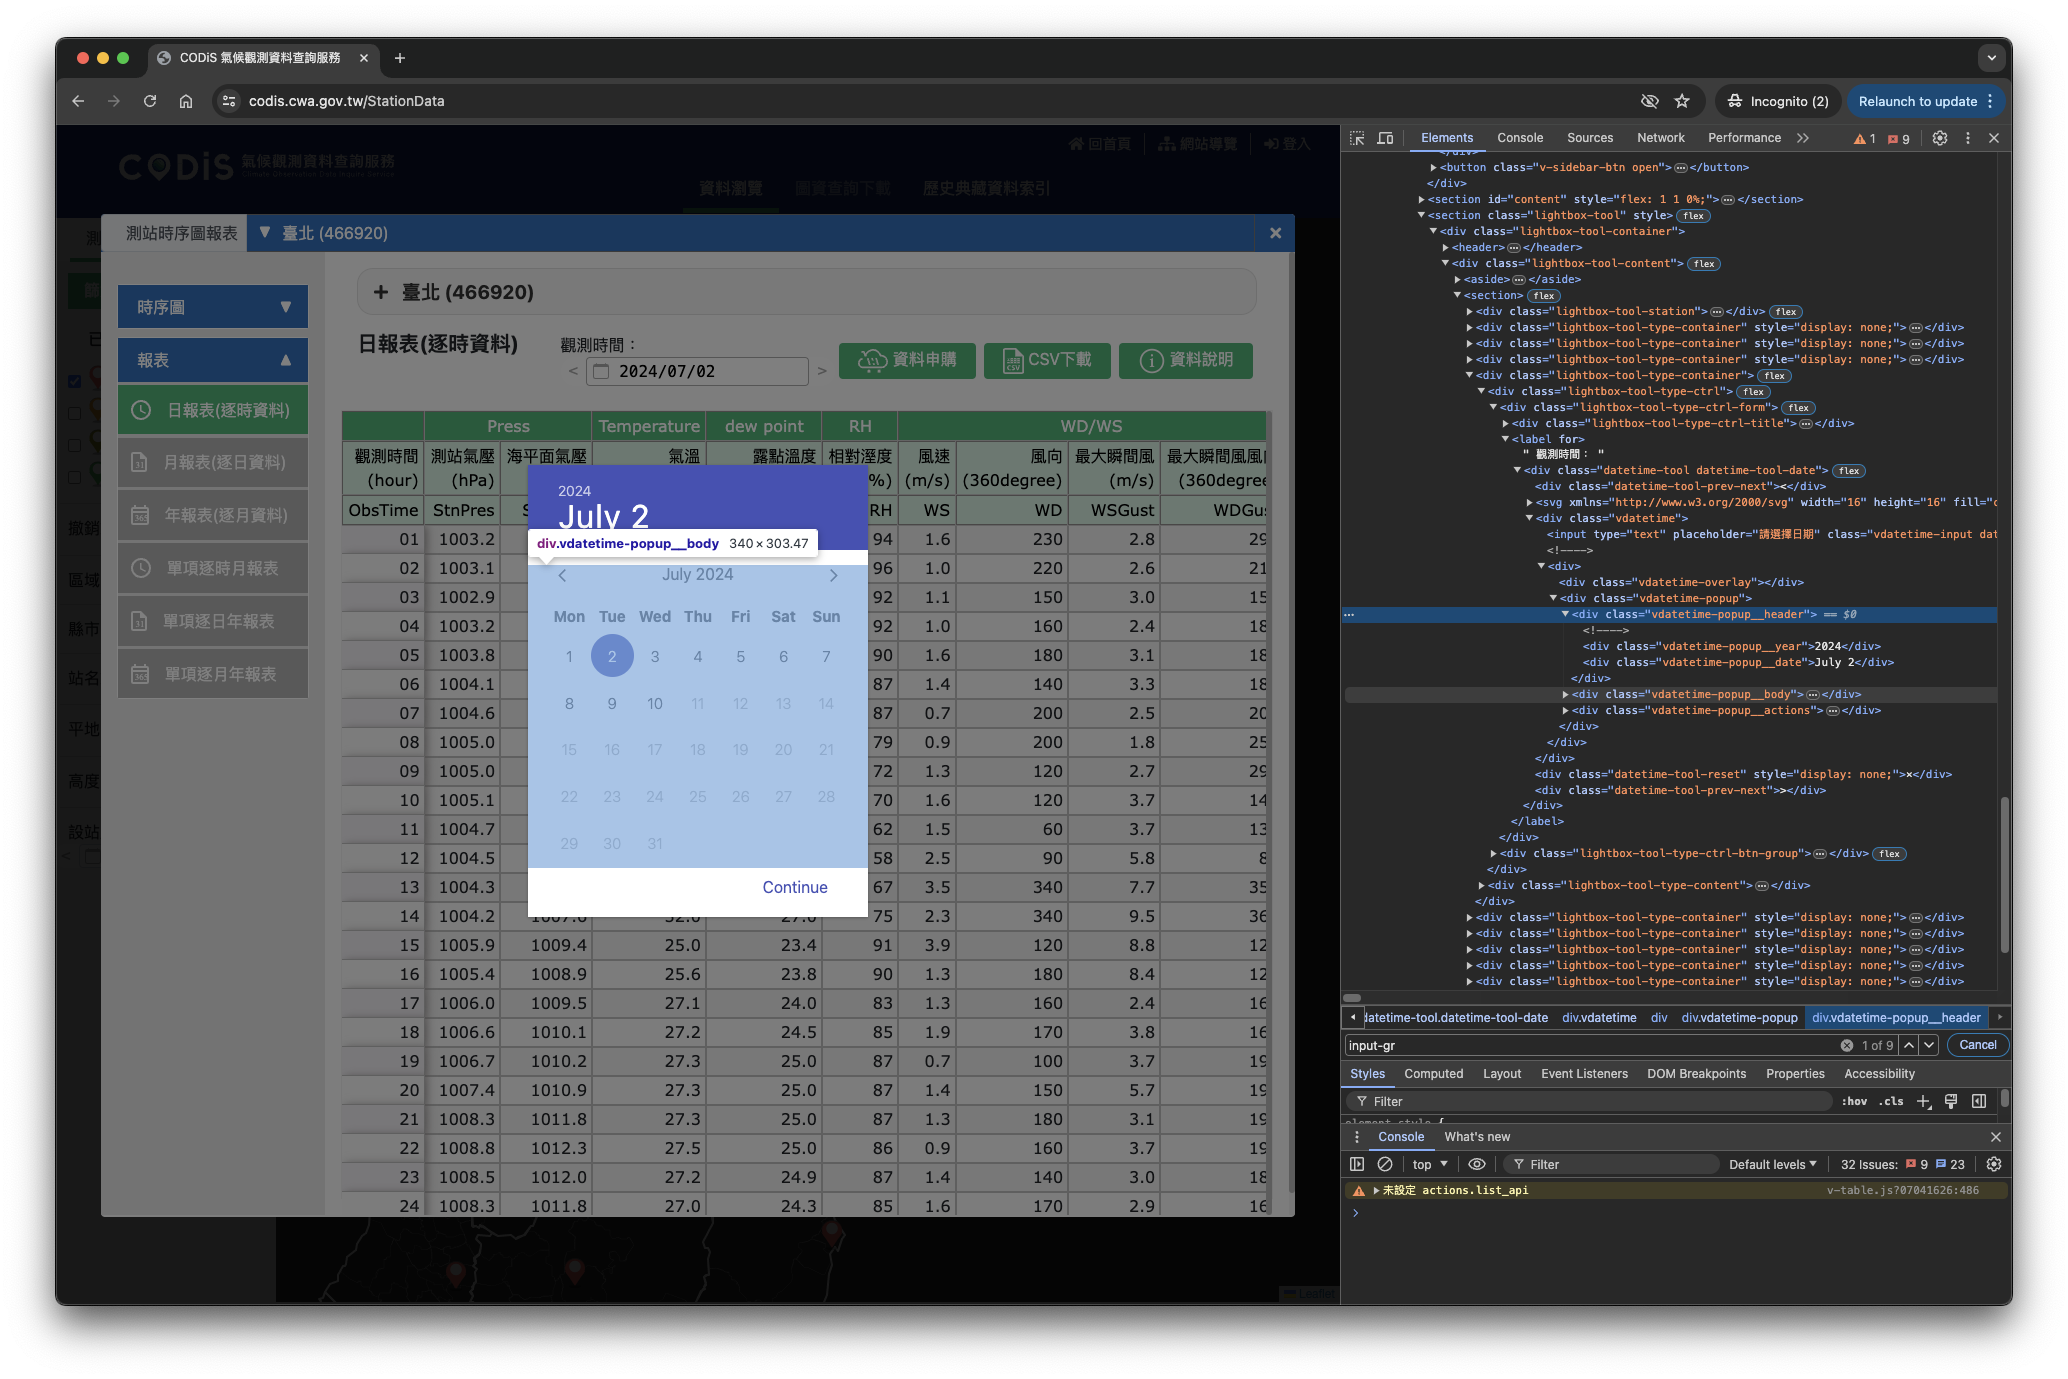 CODiS 氣候觀測資料查詢服務
codis.cwa.gov.tw/StationData
Incognito (2)
Relaunch to update
CODiS 氣候觀測資料查詢服務
回首頁 網站導覽 登入
資料瀏覽 圖資查詢下載 歷史典藏資料索引
測站時序圖報表
▼ 臺北 (466920)
時序圖
報表
日報表(逐時資料)
月報表(逐日資料)
年報表(逐月資料)
單項逐時月報表
單項逐日年報表
單項逐月年報表
撤銷
區域
縣市
站名
平地
高度
設站
+ 臺北 (466920)
日報表(逐時資料)
觀測時間：
< 2024/07/02 >
資料申購
CSV下載
資料說明
Press Temperature dew point RH WD/WS
觀測時間 測站氣壓 海平面氣壓 氣溫 露點溫度 相對溼度 風速 風向 最大瞬間風
(hour) (hPa) %) (m/s) (360degree) (m/s)
ObsTime StnPres RH WS WD WSGust
01 1003.2 94 1.6 230 2.8 29
02 1003.1 96 1.0 220 2.6 21
03 1002.9 92 1.1 150 3.0 15
04 1003.2 92 1.0 160 2.4 18
05 1003.8 90 1.6 180 3.1 18
06 1004.1 87 1.4 140 3.3 18
07 1004.6 87 0.7 200 2.5 20
08 1005.0 79 0.9 200 1.8 25
09 1005.0 72 1.3 120 2.7 29
10 1005.1 70 1.6 120 3.7 14
11 1004.7 62 1.5 60 3.7 13
12 1004.5 58 2.5 90 5.8 8
13 1004.3 67 3.5 340 7.7 35
14 1004.2 1007.6 32.0 27.0 75 2.3 340 9.5 36
15 1005.9 1009.4 25.0 23.4 91 3.9 120 8.8 12
16 1005.4 1008.9 25.6 23.8 90 1.3 180 8.4 12
17 1006.0 1009.5 27.1 24.0 83 1.3 160 2.4 16
18 1006.6 1010.1 27.2 24.5 85 1.9 170 3.8 16
19 1006.7 1010.2 27.3 25.0 87 0.7 100 3.7 19
20 1007.4 1010.9 27.3 25.0 87 1.4 150 5.7 19
21 1008.3 1011.8 27.3 25.0 87 1.3 180 3.1 19
22 1008.8 1012.3 27.5 25.0 86 0.9 160 3.7 19
23 1008.5 1012.0 27.2 24.9 87 1.4 140 3.0 18
24 1008.3 1011.8 27.0 24.3 85 1.6 170 2.9 16
2024
July 2
div.vdatetime-popup__body 340 × 303.47
July 2024
Mon Tue Wed Thu Fri Sat Sun
1 2 3 4 5 6 7
8 9 10 11 12 13 14
15 16 17 18 19 20 21
22 23 24 25 26 27 28
29 30 31
Continue
Leaflet
Elements Console Sources Network Performance 1 9
</div>
<button class="v-sidebar-btn open"></button>
</div>
<section id="content" style="flex: 1 1 0%;"></section>
<section class="lightbox-tool" style> flex
<div class="lightbox-tool-container">
<header></header>
<div class="lightbox-tool-content"> flex
<aside></aside>
<section> flex
<div class="lightbox-tool-station"></div> flex
<div class="lightbox-tool-type-container" style="display: none;"></div>
<div class="lightbox-tool-type-container" style="display: none;"></div>
<div class="lightbox-tool-type-container" style="display: none;"></div>
<div class="lightbox-tool-type-container"> flex
<div class="lightbox-tool-type-ctrl"> flex
<div class="lightbox-tool-type-ctrl-form"> flex
<div class="lightbox-tool-type-ctrl-title"></div>
<label for>
" 觀測時間： "
<div class="datetime-tool datetime-tool-date"> flex
<div class="datetime-tool-prev-next"><</div>
<svg xmlns="http://www.w3.org/2000/svg" width="16" height="16" fill="c
<div class="vdatetime">
<input type="text" placeholder="請選擇日期" class="vdatetime-input dat
<!---->
<div>
<div class="vdatetime-overlay"></div>
<div class="vdatetime-popup">
<div class="vdatetime-popup__header"> == $0
<!---->
<div class="vdatetime-popup__year">2024</div>
<div class="vdatetime-popup__date">July 2</div>
</div>
<div class="vdatetime-popup__body"></div>
<div class="vdatetime-popup__actions"></div>
</div>
</div>
</div>
<div class="datetime-tool-reset" style="display: none;">×</div>
<div class="datetime-tool-prev-next">></div>
</div>
</label>
</div>
<div class="lightbox-tool-type-ctrl-btn-group"></div> flex
</div>
<div class="lightbox-tool-type-content"></div>
</div>
<div class="lightbox-tool-type-container" style="display: none;"></div>
<div class="lightbox-tool-type-container" style="display: none;"></div>
<div class="lightbox-tool-type-container" style="display: none;"></div>
<div class="lightbox-tool-type-container" style="display: none;"></div>
<div class="lightbox-tool-type-container" style="display: none;"></div>
datetime-tool.datetime-tool-date div.vdatetime div div.vdatetime-popup div.vdatetime-popup__header
input-gr 1 of 9 Cancel
Styles Computed Layout Event Listeners DOM Breakpoints Properties Accessibility
Filter :hov .cls
element.style {
Console What's new
top Filter Default levels 32 Issues: 9 23
未設定 actions.list_api v-table.js?07041626:486